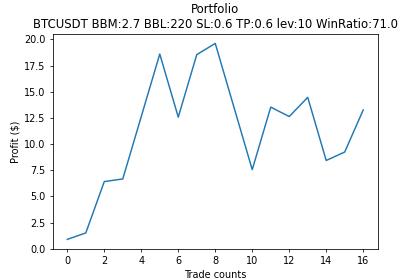 Portfolio
BTCUSDT BBM:2.7 BBL:220 SL:0.6 TP:0.6 lev:10 WinRatio:71.0
20.0
17.5
15.0
12.5
10.0
7.5
5.0
2.5
0.0
Profit ($)
0 2 4 6 8 10 12 14 16
Trade counts